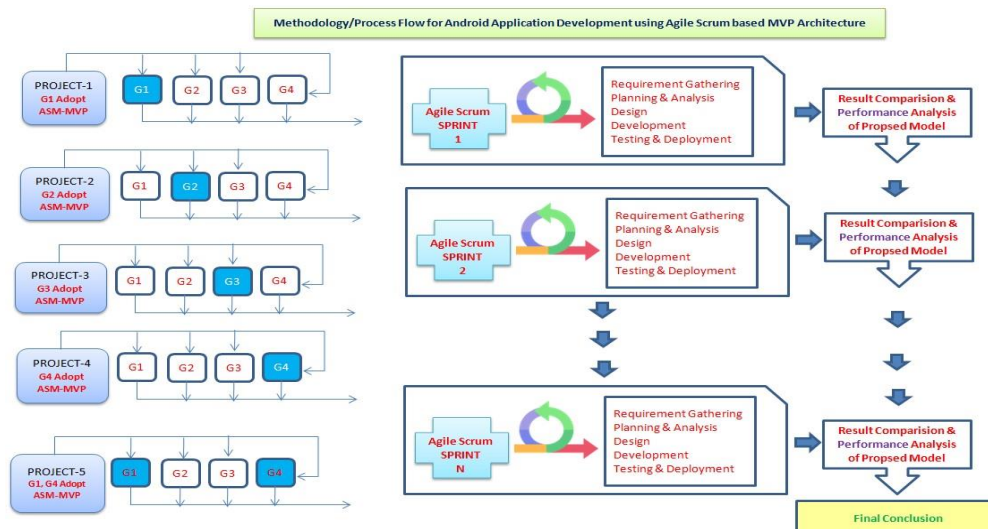 Methodology/Process Flow for Android Application Development using Agile Scrum based MVP Architecture
PROJECT-1
G1 Adopt
ASM-MVP
G1
G2
G3
G4
PROJECT-2
G2 Adopt
ASM-MVP
G1
G2
G3
G4
PROJECT-3
G3 Adopt
ASM-MVP
G1
G2
G3
G4
PROJECT-4
G4 Adopt
ASM-MVP
G1
G2
G3
G4
PROJECT-5
G1, G4 Adopt
ASM-MVP
G1
G2
G3
G4
Agile Scrum
SPRINT
1
Requirement Gathering
Planning & Analysis
Design
Development
Testing & Deployment
Result Comparision &
Performance Analysis
of Propsed Model
Agile Scrum
SPRINT
2
Requirement Gathering
Planning & Analysis
Design
Development
Testing & Deployment
Result Comparision &
Performance Analysis
of Propsed Model
Agile Scrum
SPRINT
N
Requirement Gathering
Planning & Analysis
Design
Development
Testing & Deployment
Result Comparision &
Performance Analysis
of Propsed Model
Final Conclusion